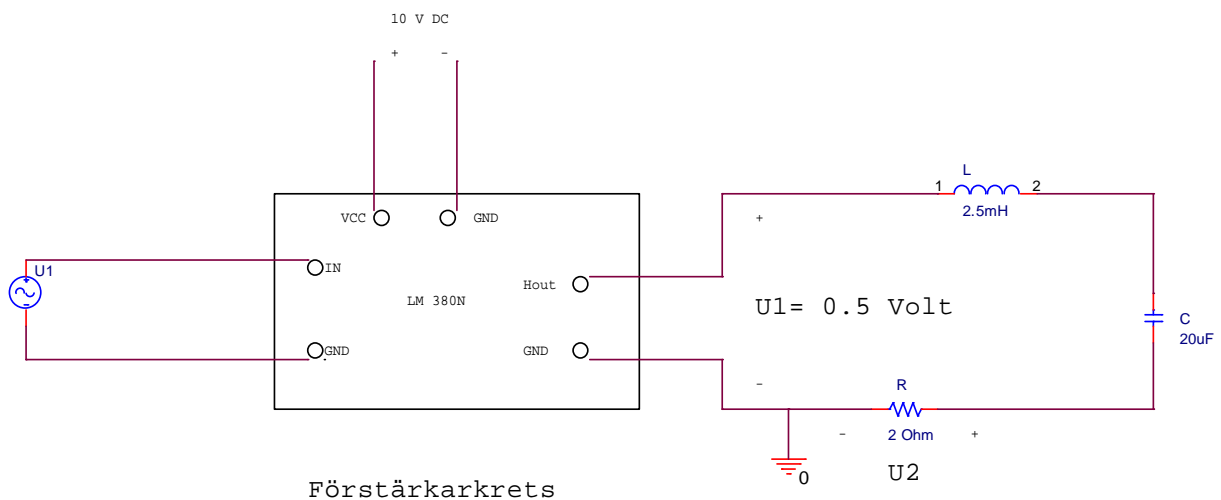 10 V DC
+ -
L
1 2
2.5mH
VCC GND
+
U1
IN
Hout
LM 380N
U1= 0.5 Volt
C
20uF
GND
GND
-
R
- 2 Ohm +
0
U2
Förstärkarkrets